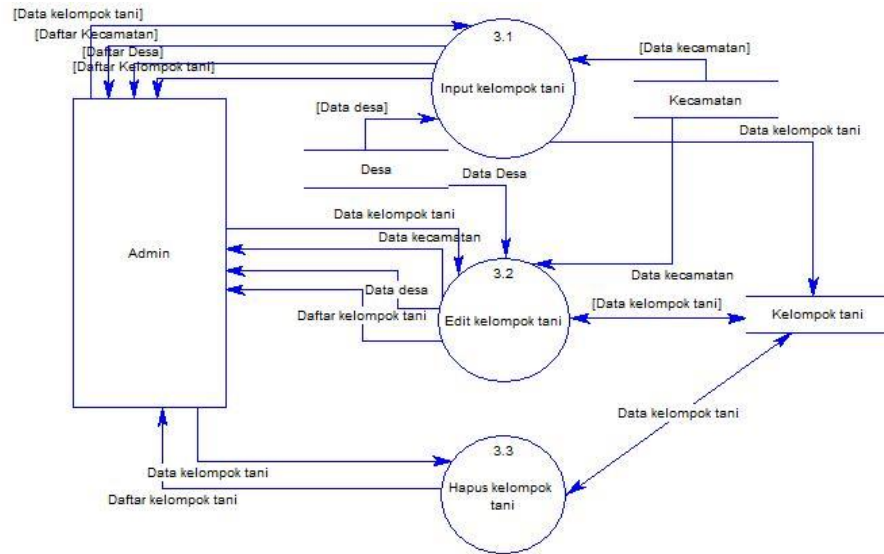 [Data kelompok tani]
[Daftar Kecamatan]
[Daftar Desa]
[Daftar Kelompok tani]
3.1
Input kelompok tani
[Data kecamatan]
Kecamatan
[Data desa]
Data kelompok tani
Desa
Data Desa
Data kelompok tani
Data kecamatan
Admin
3.2
Data kecamatan
Data desa
Edit kelompok tani
[Data kelompok tani]
Daftar kelompok tani
Kelompok tani
Data kelompok tani
3.3
Data kelompok tani
Hapus kelompok
tani
Daftar kelompok tani